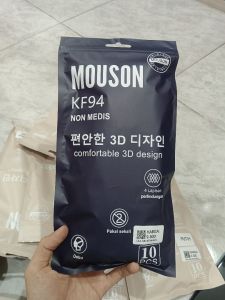 MOUSON
KF94
NON MEDIS
편안한 3D 디자인
comfortable 3D design
4 Lapisan
perlindungan
Pakai sekali
10
PCS